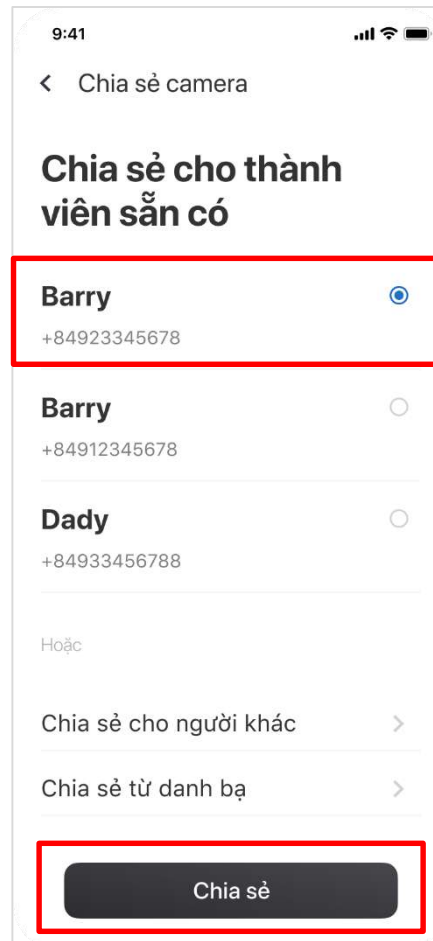 9:41
Chia sẻ camera
Chia sẻ cho thành
viên sẵn có
Barry
+84923345678
Barry
+84912345678
Dady
+84933456788
Hoặc
Chia sẻ cho người khác
Chia sẻ từ danh bạ
Chia sẻ